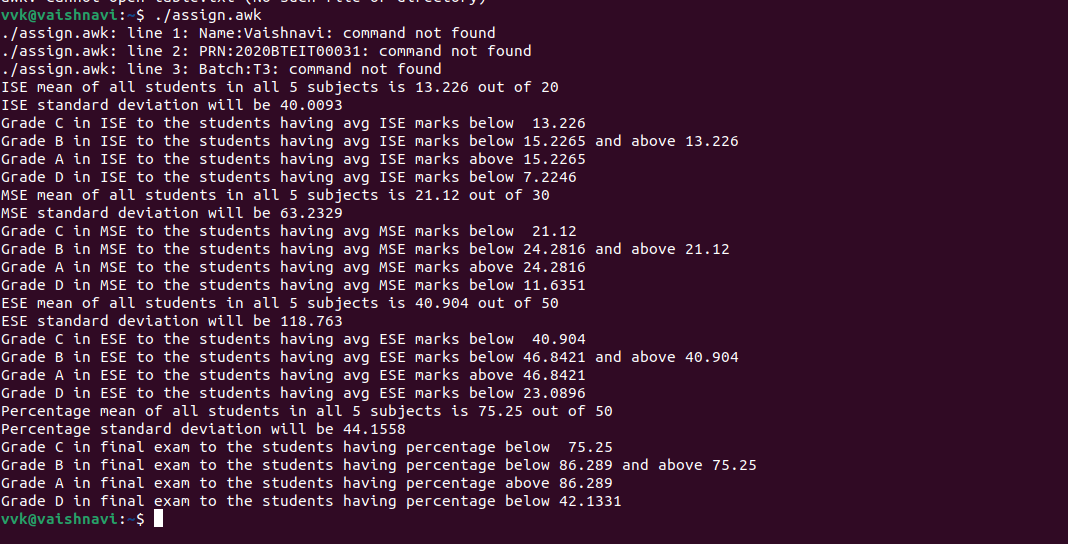 awk: cannot open table.txt (No such file or directory)
vvk@vaishnavi:~$ ./assign.awk
./assign.awk: line 1: Name:Vaishnavi: command not found
./assign.awk: line 2: PRN:2020BTEIT00031: command not found
./assign.awk: line 3: Batch:T3: command not found
ISE mean of all students in all 5 subjects is 13.226 out of 20
ISE standard deviation will be 40.0093
Grade C in ISE to the students having avg ISE marks below  13.226
Grade B in ISE to the students having avg ISE marks below 15.2265 and above 13.226
Grade A in ISE to the students having avg ISE marks above 15.2265
Grade D in ISE to the students having avg ISE marks below 7.2246
MSE mean of all students in all 5 subjects is 21.12 out of 30
MSE standard deviation will be 63.2329
Grade C in MSE to the students having avg MSE marks below  21.12
Grade B in MSE to the students having avg MSE marks below 24.2816 and above 21.12
Grade A in MSE to the students having avg MSE marks above 24.2816
Grade D in MSE to the students having avg MSE marks below 11.6351
ESE mean of all students in all 5 subjects is 40.904 out of 50
ESE standard deviation will be 118.763
Grade C in ESE to the students having avg ESE marks below  40.904
Grade B in ESE to the students having avg ESE marks below 46.8421 and above 40.904
Grade A in ESE to the students having avg ESE marks above 46.8421
Grade D in ESE to the students having avg ESE marks below 23.0896
Percentage mean of all students in all 5 subjects is 75.25 out of 50
Percentage standard deviation will be 44.1558
Grade C in final exam to the students having percentage below  75.25
Grade B in final exam to the students having percentage below 86.289 and above 75.25
Grade A in final exam to the students having percentage above 86.289
Grade D in final exam to the students having percentage below 42.1331
vvk@vaishnavi:~$